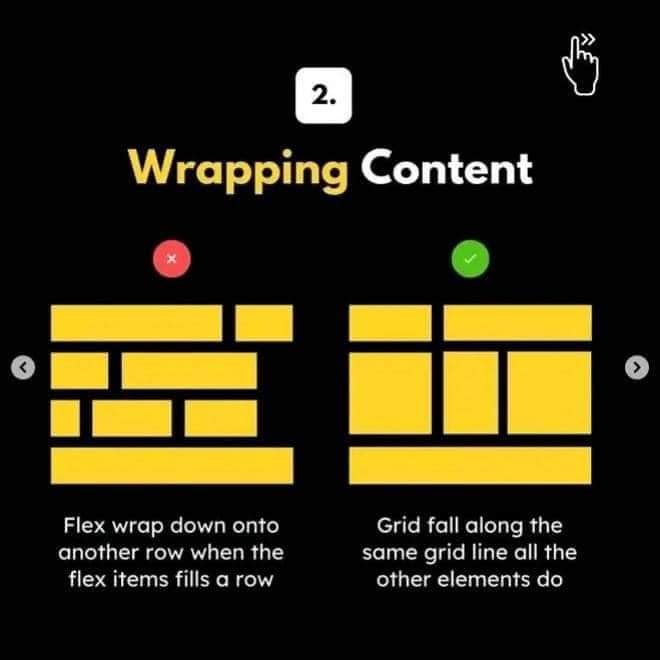 2.
Wrapping Content
Flex wrap down onto
another row when the
flex items fills a row
Grid fall along the
same grid line all the
other elements do